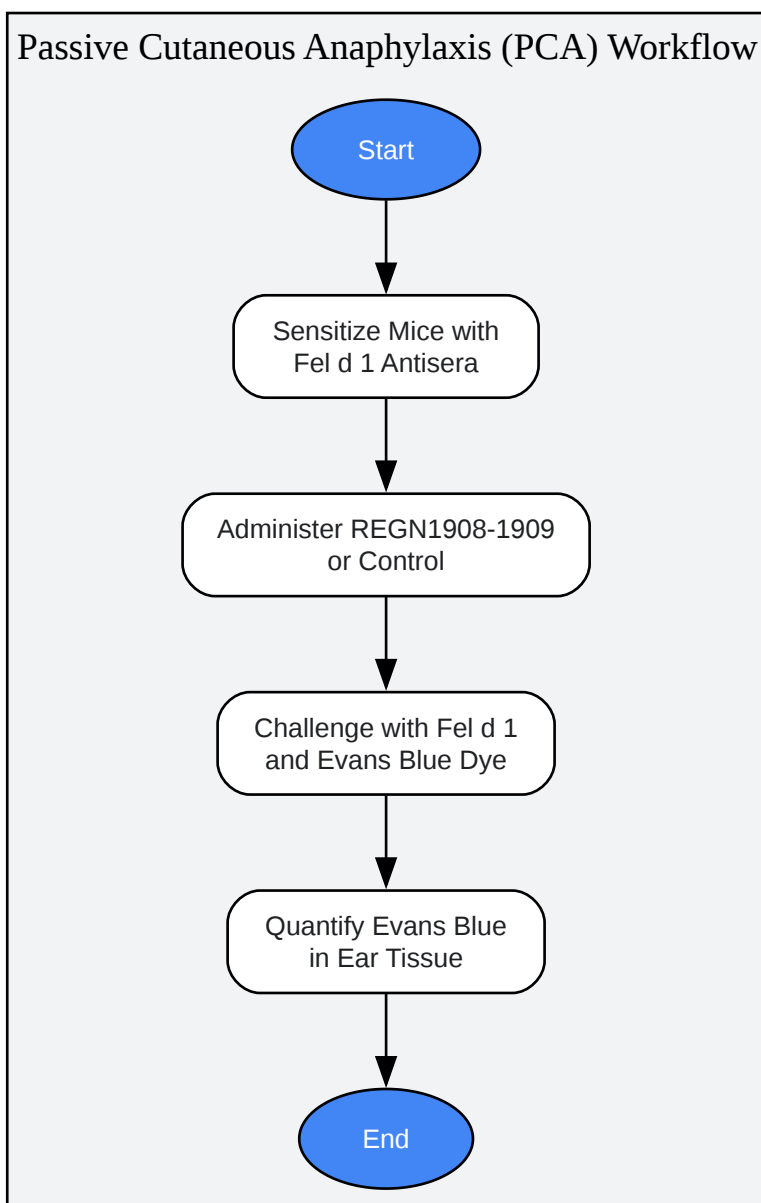 Passive Cutaneous Anaphylaxis (PCA) Workflow
Start
Sensitize Mice with
Fel d 1 Antisera
Administer REGN1908-1909
or Control
Challenge with Fel d 1
and Evans Blue Dye
Quantify Evans Blue
in Ear Tissue
End